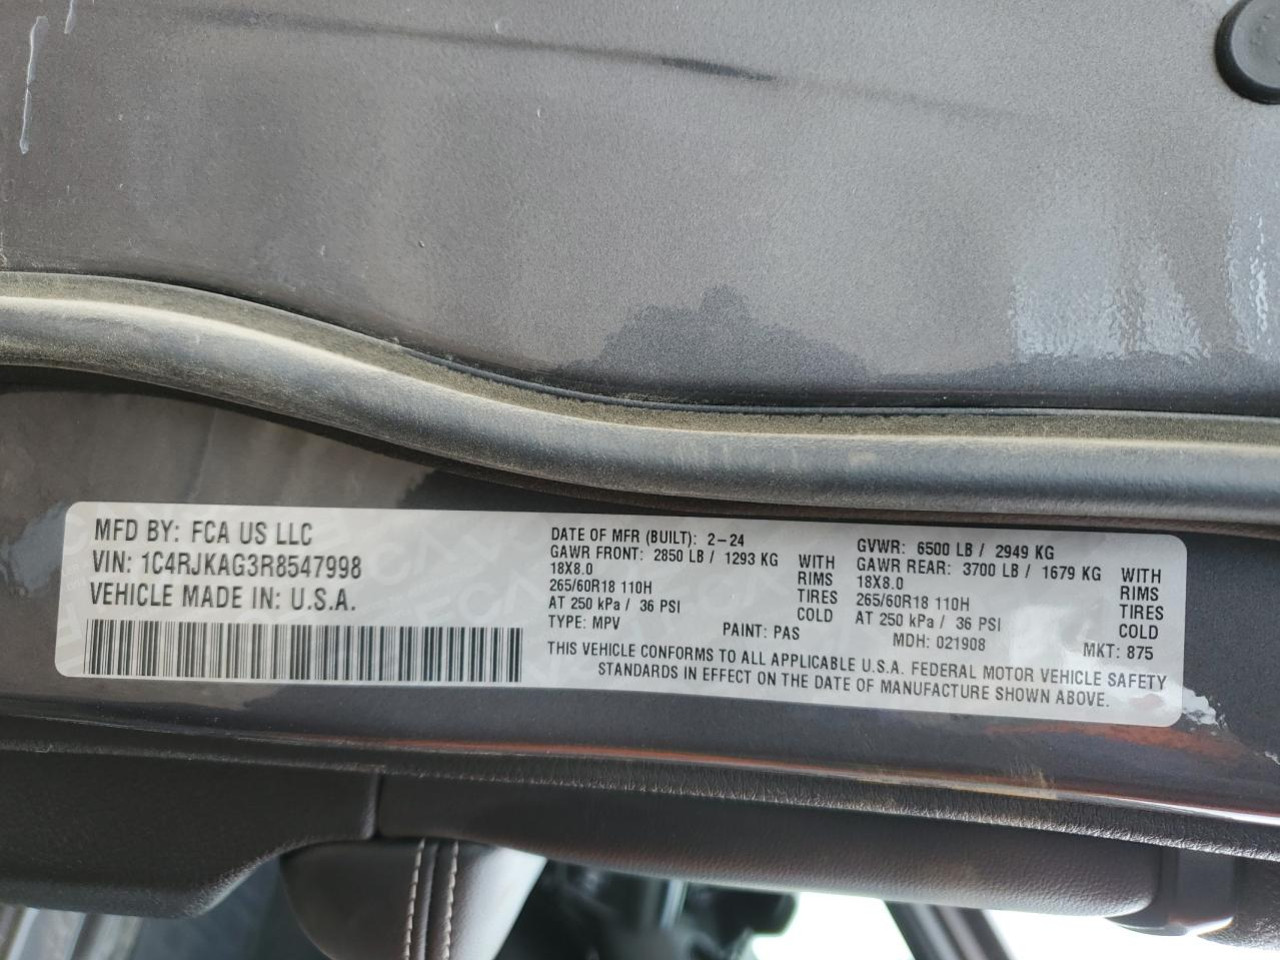 MFD BY: FCA US LLC
VIN: 1C4RJKAG3R8547998
VEHICLE MADE IN: U.S.A.
DATE OF MFR (BUILT): 2-24
GAWR FRONT: 2850 LB / 1293 KG WITH
18X8.0 RIMS
265/60R18 110H TIRES
AT 250 kPa / 36 PSI COLD
TYPE: MPV PAINT: PAS
GVWR: 6500 LB / 2949 KG
GAWR REAR: 3700 LB / 1679 KG WITH
18X8.0 RIMS
265/60R18 110H TIRES
AT 250 kPa / 36 PSI COLD
MDH: 021908 MKT: 875
THIS VEHICLE CONFORMS TO ALL APPLICABLE U.S.A. FEDERAL MOTOR VEHICLE SAFETY
STANDARDS IN EFFECT ON THE DATE OF MANUFACTURE SHOWN ABOVE.